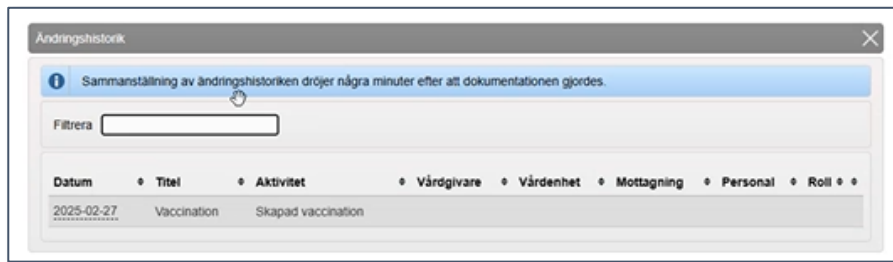 Ändringshistorik
Sammanställning av ändringshistoriken dröjer några minuter efter att dokumentationen gjordes.
Filtrera
Datum Titel Aktivitet Vårdgivare Vårdenhet Mottagning Personal Roll
2025-02-27 Vaccination Skapad vaccination